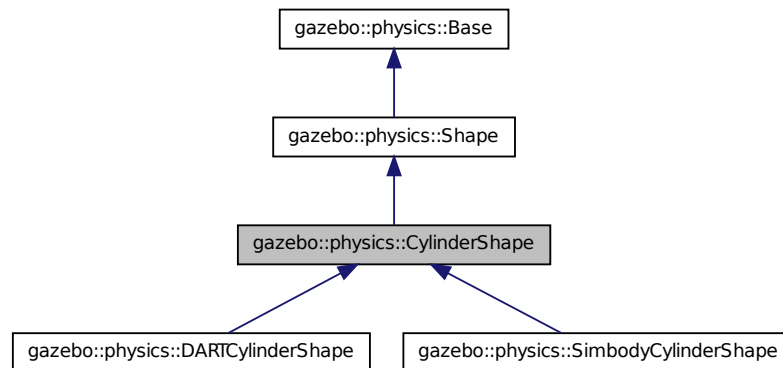 gazebo::physics::Base
gazebo::physics::Shape
gazebo::physics::CylinderShape
gazebo::physics::DARTCylinderShape
gazebo::physics::SimbodyCylinderShape